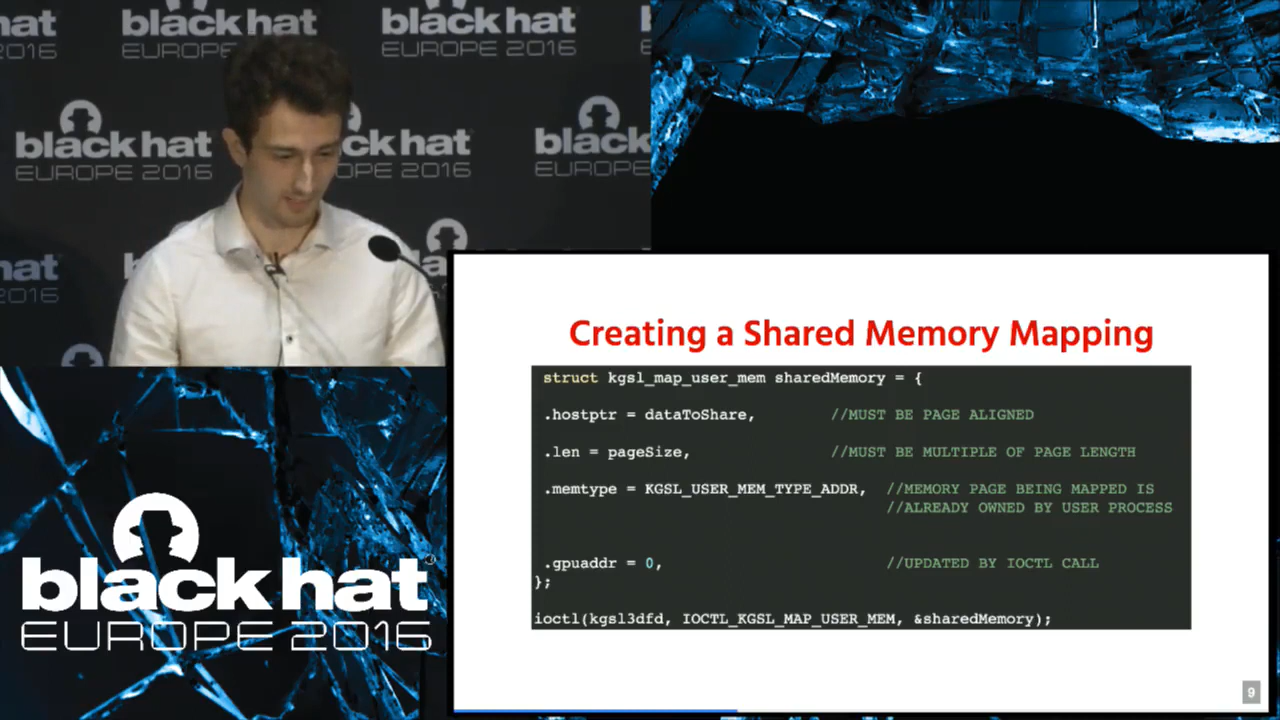 black hat
EUROPE 2016
black hat
EUROPE 2016
black hat
EUROPE 2016
black hat
OPE 2016
black hat
EUROPE 2016
hat
2016
black hat
EUROPE 2016
Creating a Shared Memory Mapping
struct kgsl_map_user_mem sharedMemory = {
.hostptr = dataToShare, //MUST BE PAGE ALIGNED
.len = pageSize, //MUST BE MULTIPLE OF PAGE LENGTH
.memtype = KGSL_USER_MEM_TYPE_ADDR, //MEMORY PAGE BEING MAPPED IS
//ALREADY OWNED BY USER PROCESS
.gpuaddr = 0, //UPDATED BY IOCTL CALL
};
ioctl(kgsl3dfd, IOCTL_KGSL_MAP_USER_MEM, &sharedMemory);
9